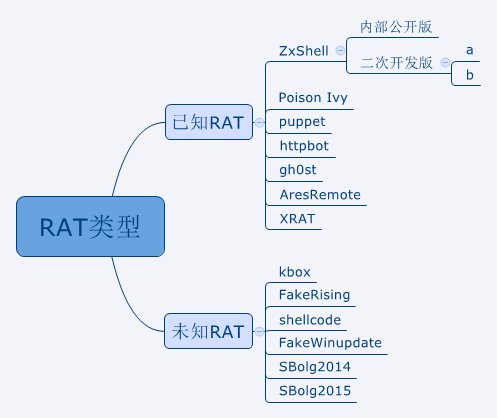 RAT类型
已知RAT
ZxShell
内部公开版
二次开发版
a
b
Poison Ivy
puppet
httpbot
gh0st
AresRemote
XRAT
未知RAT
kbox
FakeRising
shellcode
FakeWinupdate
SBolg2014
SBolg2015